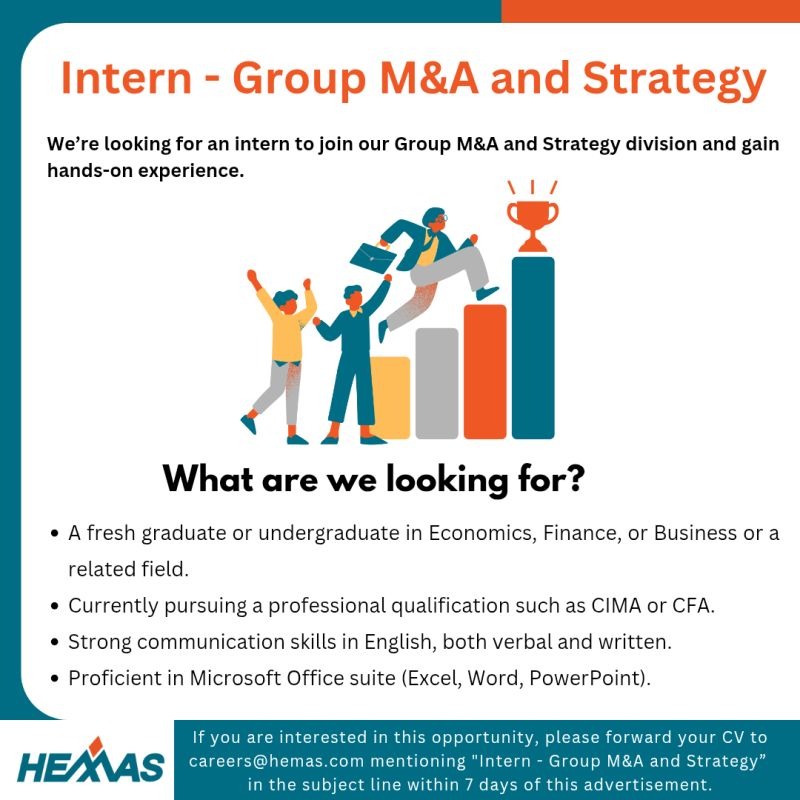 Intern - Group M&A and Strategy
We’re looking for an intern to join our Group M&A and Strategy division and gain
hands-on experience.
What are we looking for?
• A fresh graduate or undergraduate in Economics, Finance, or Business or a
related field.
• Currently pursuing a professional qualification such as CIMA or CFA.
• Strong communication skills in English, both verbal and written.
• Proficient in Microsoft Office suite (Excel, Word, PowerPoint).
HEMAS
If you are interested in this opportunity, please forward your CV to
careers@hemas.com mentioning "Intern - Group M&A and Strategy”
in the subject line within 7 days of this advertisement.